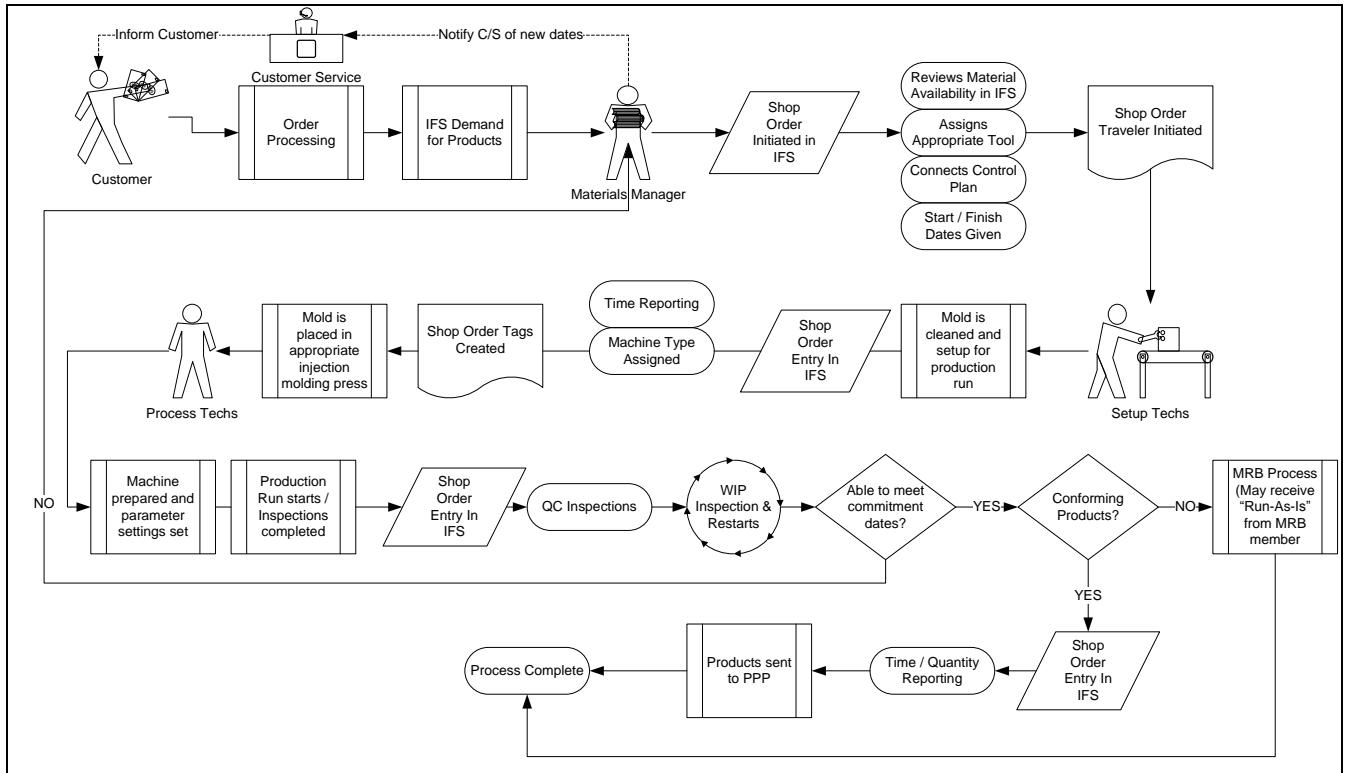 Inform Customer
Notify C/S of new dates
Customer Service
Customer
Order
Processing
IFS Demand
for Products
Materials Manager
Shop
Order
Initiated in
IFS
Reviews Material
Availability in IFS
Assigns
Appropriate Tool
Connects Control
Plan
Start / Finish
Dates Given
Shop Order
Traveler Initiated
Process Techs
Mold is
placed in
appropriate
injection
molding press
Shop Order Tags
Created
Time Reporting
Machine Type
Assigned
Shop
Order
Entry In
IFS
Mold is
cleaned and
setup for
production
run
Setup Techs
NO
Machine
prepared and
parameter
settings set
Production
Run starts /
Inspections
completed
Shop
Order
Entry In
IFS
QC Inspections
WIP
Inspection &
Restarts
Able to meet
commitment
dates?
YES
Conforming
Products?
NO
MRB Process
(May receive
“Run-As-Is”
from MRB
member
YES
Process Complete
Products sent
to PPP
Time / Quantity
Reporting
Shop
Order
Entry In
IFS